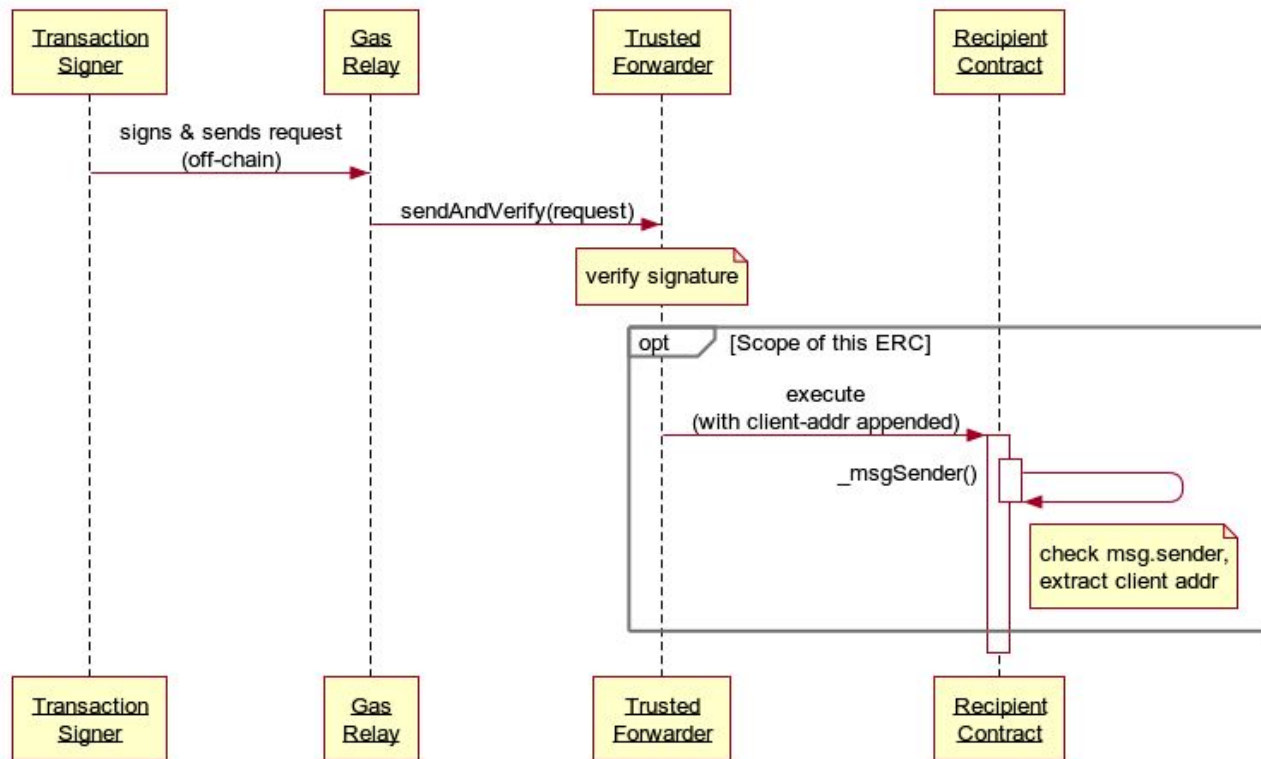 Transaction
Signer
Gas
Relay
Trusted
Forwarder
Recipient
Contract
signs & sends request
(off-chain)
sendAndVerify(request)
verify signature
opt
[Scope of this ERC]
execute
(with client-addr appended)
_msgSender()
check msg.sender,
extract client addr
Transaction
Signer
Gas
Relay
Trusted
Forwarder
Recipient
Contract